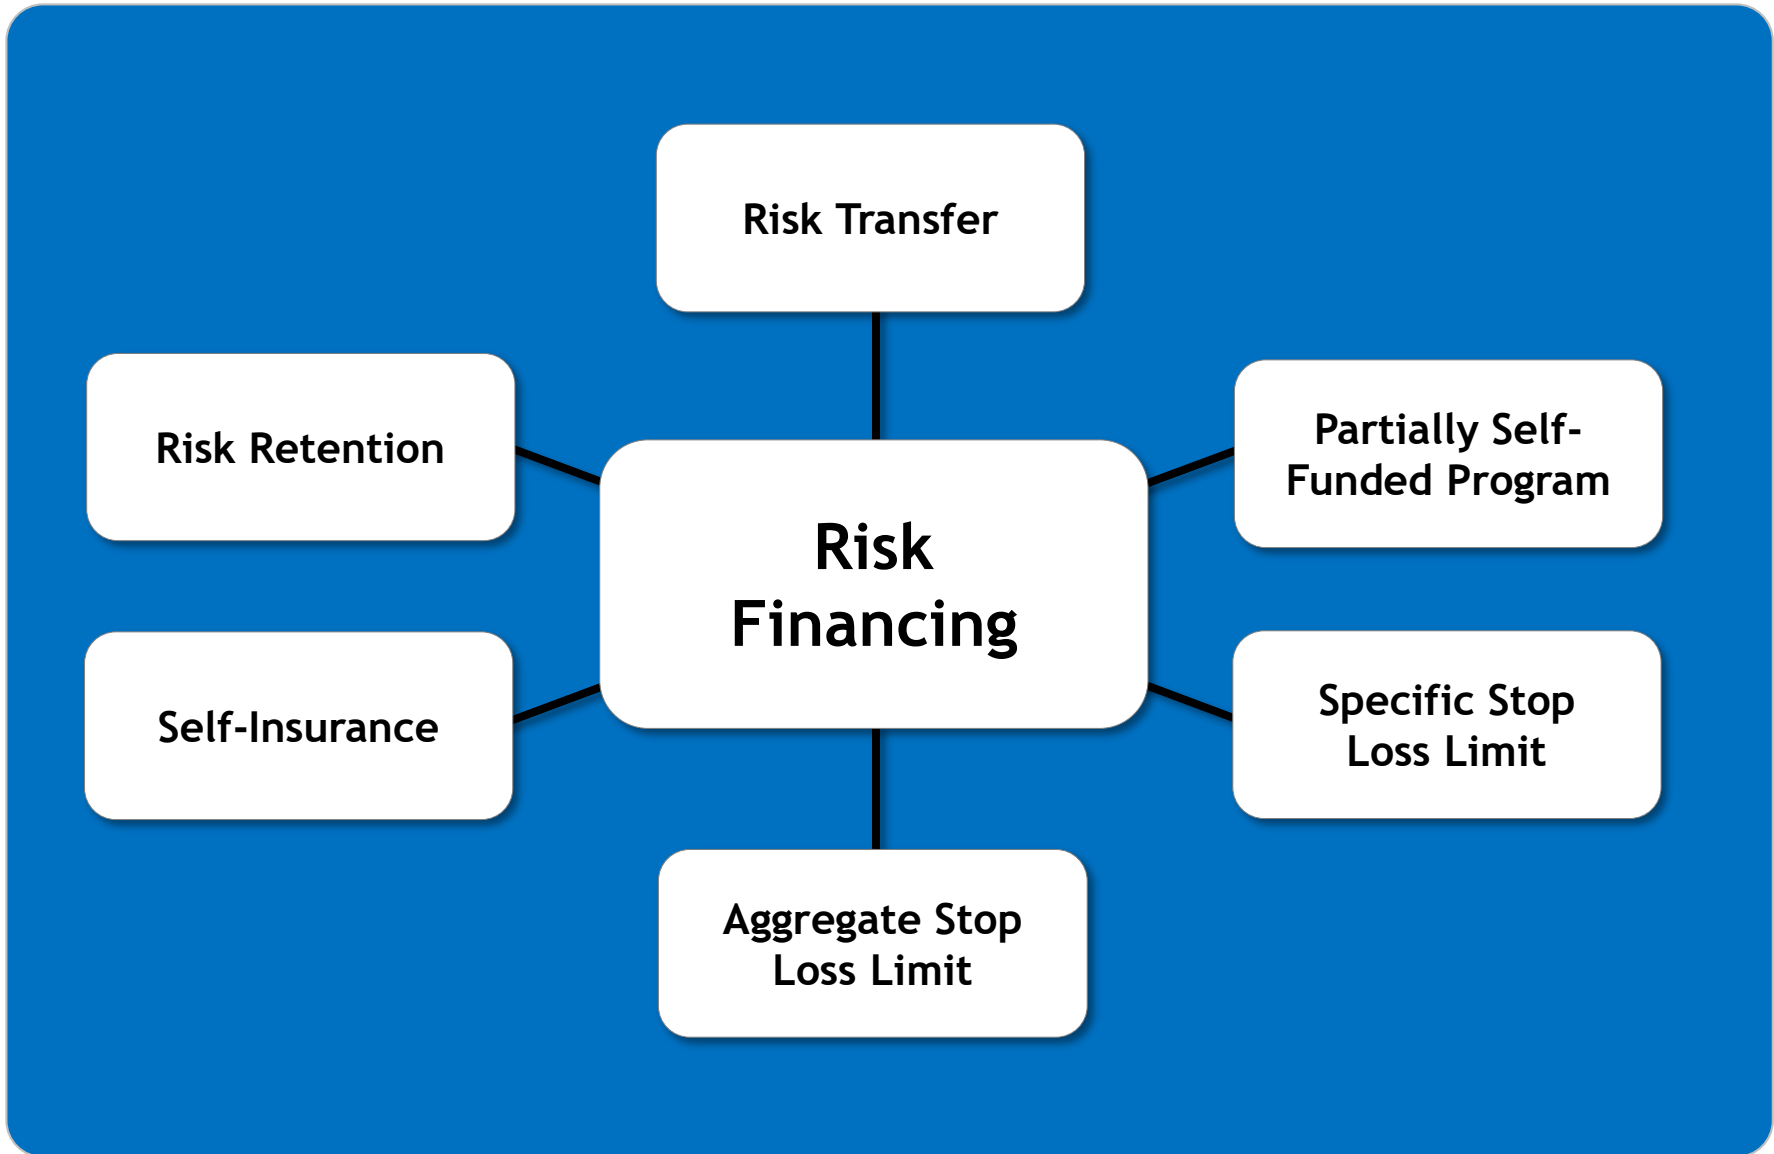 Risk Transfer
Risk Retention
Partially Self-
Funded Program
Risk
Financing
Self-Insurance
Specific Stop
Loss Limit
Aggregate Stop
Loss Limit